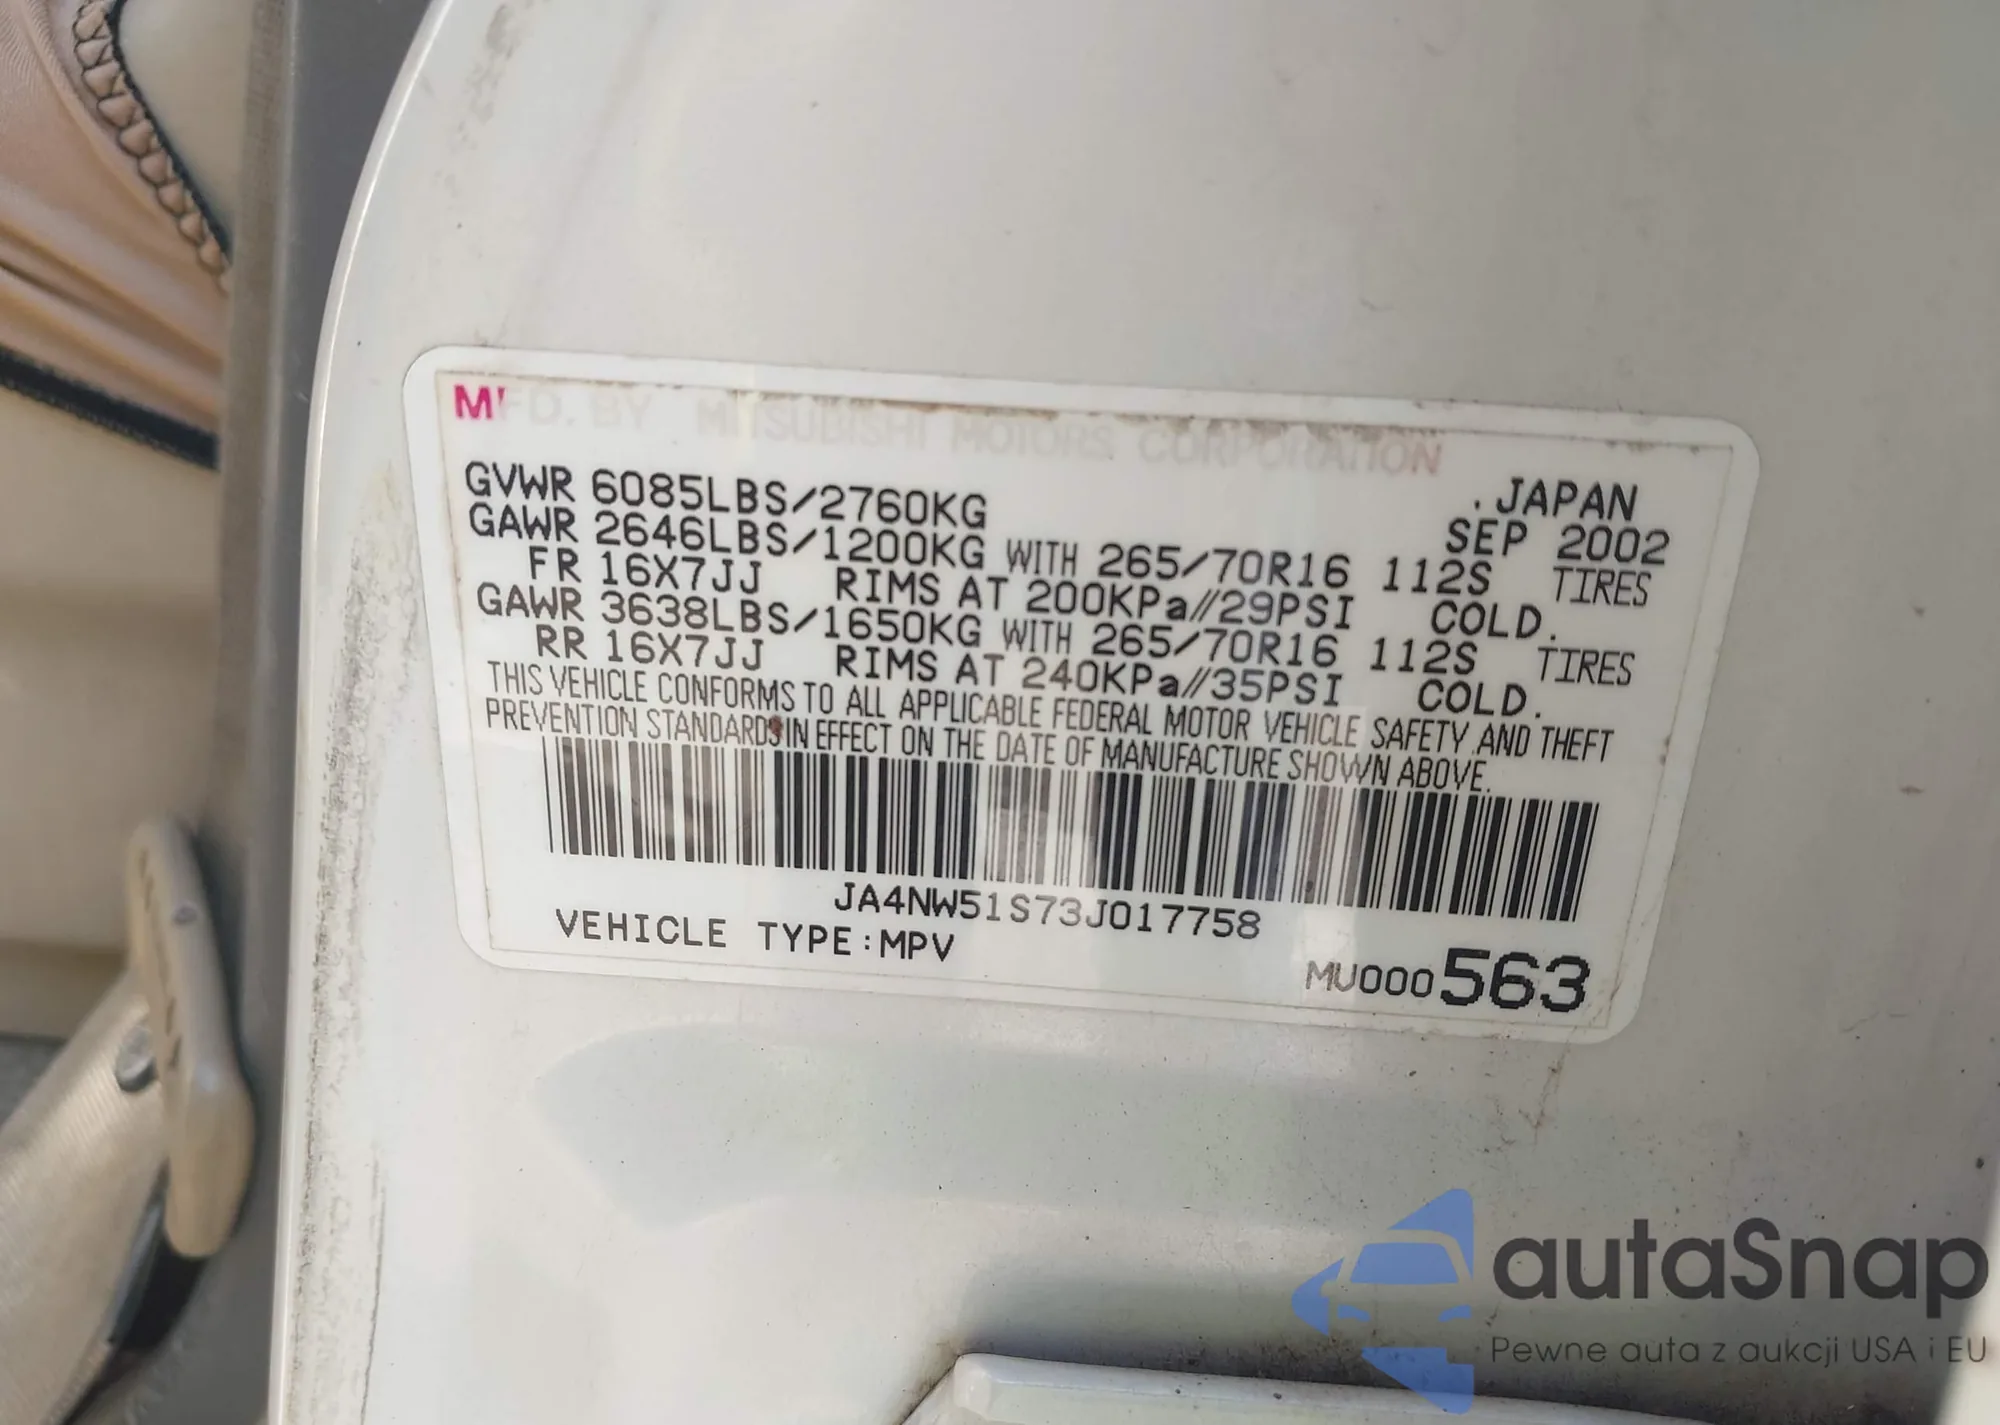 MFD. BY MITSUBISHI MOTORS CORPORATION
. JAPAN
GVWR 6085LBS/2760KG SEP 2002
GAWR 2646LBS/1200KG WITH 265/70R16 112S TIRES
FR 16X7JJ RIMS AT 200KPa//29PSI COLD.
GAWR 3638LBS/1650KG WITH 265/70R16 112S TIRES
RR 16X7JJ RIMS AT 240KPa//35PSI COLD.
THIS VEHICLE CONFORMS TO ALL APPLICABLE FEDERAL MOTOR VEHICLE SAFETY AND THEFT
PREVENTION STANDARDS IN EFFECT ON THE DATE OF MANUFACTURE SHOWN ABOVE.
JA4NW51S73J017758
VEHICLE TYPE:MPV
MU000563
autaSnap
Pewne auta z aukcji USA i EU